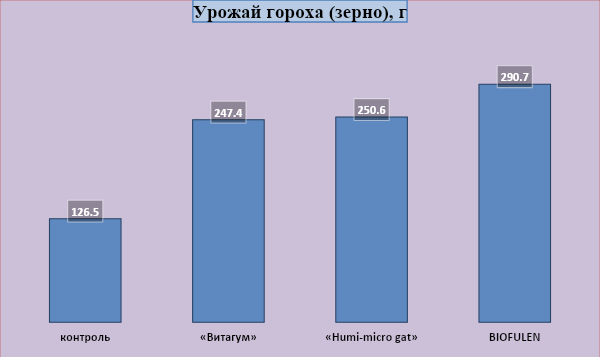 Урожай гороха (зерно), г
290.7
247.4
250.6
126.5
контроль
«Витагум»
«Humi-micro gat»
BIOFULEN